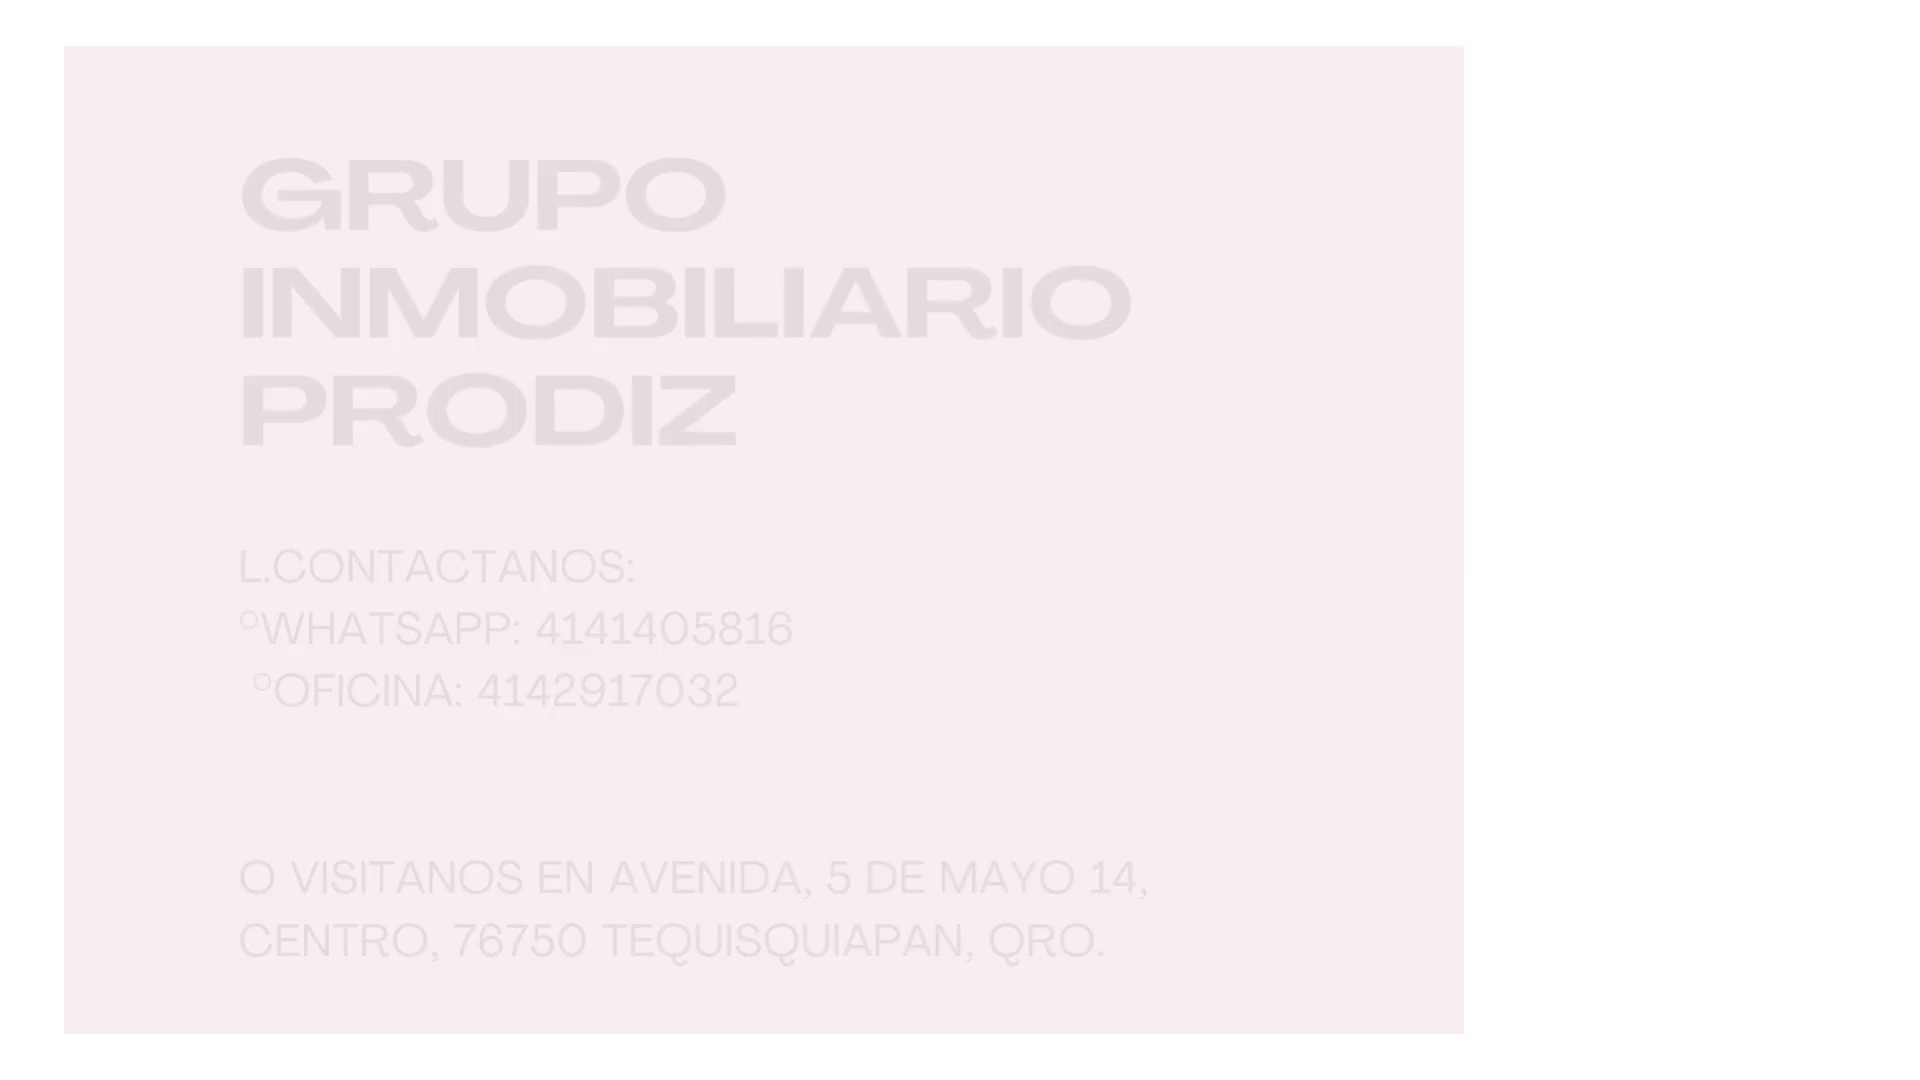 GRUPO
INMOBILIARIO
PRODIZ
L.CONTACTANOS:
°WHATSAPP: 4141405816
°OFICINA: 4142917032
O VISITANOS EN AVENIDA, 5 DE MAYO 14,
CENTRO, 76750 TEQUISQUIAPAN, QRO.